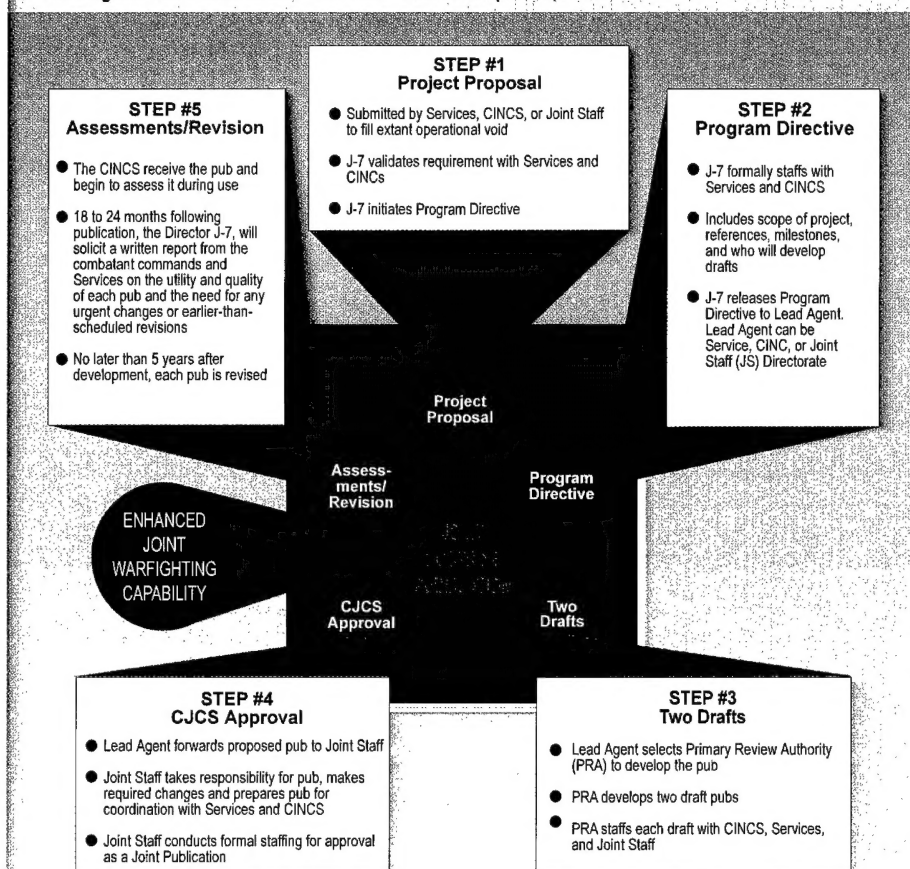 STEP #1
Project Proposal
● Submitted by Services, CINCS, or Joint Staff
to fill extant operational void
● J-7 validates requirement with Services and
CINCs
● J-7 initiates Program Directive
STEP #2
Program Directive
● J-7 formally staffs with
Services and CINCS
● Includes scope of project,
references, milestones,
and who will develop
drafts
● J-7 releases Program
Directive to Lead Agent.
Lead Agent can be
Service, CINC, or Joint
Staff (JS) Directorate
STEP #3
Two Drafts
● Lead Agent selects Primary Review Authority
(PRA) to develop the pub
● PRA develops two draft pubs
● PRA staffs each draft with CINCS, Services,
and Joint Staff
STEP #4
CJCS Approval
● Lead Agent forwards proposed pub to Joint Staff
● Joint Staff takes responsibility for pub, makes
required changes and prepares pub for
coordination with Services and CINCS
● Joint Staff conducts formal staffing for approval
as a Joint Publication
STEP #5
Assessments/Revision
● The CINCS receive the pub and
begin to assess it during use
● 18 to 24 months following
publication, the Director J-7, will
solicit a written report from the
combatant commands and
Services on the utility and quality
of each pub and the need for any
urgent changes or earlier-than-
scheduled revisions
● No later than 5 years after
development, each pub is revised
Project
Proposal
Program
Directive
Two
Drafts
CJCS
Approval
Assess-
ments/
Revision
ENHANCED
JOINT
WARFIGHTING
CAPABILITY